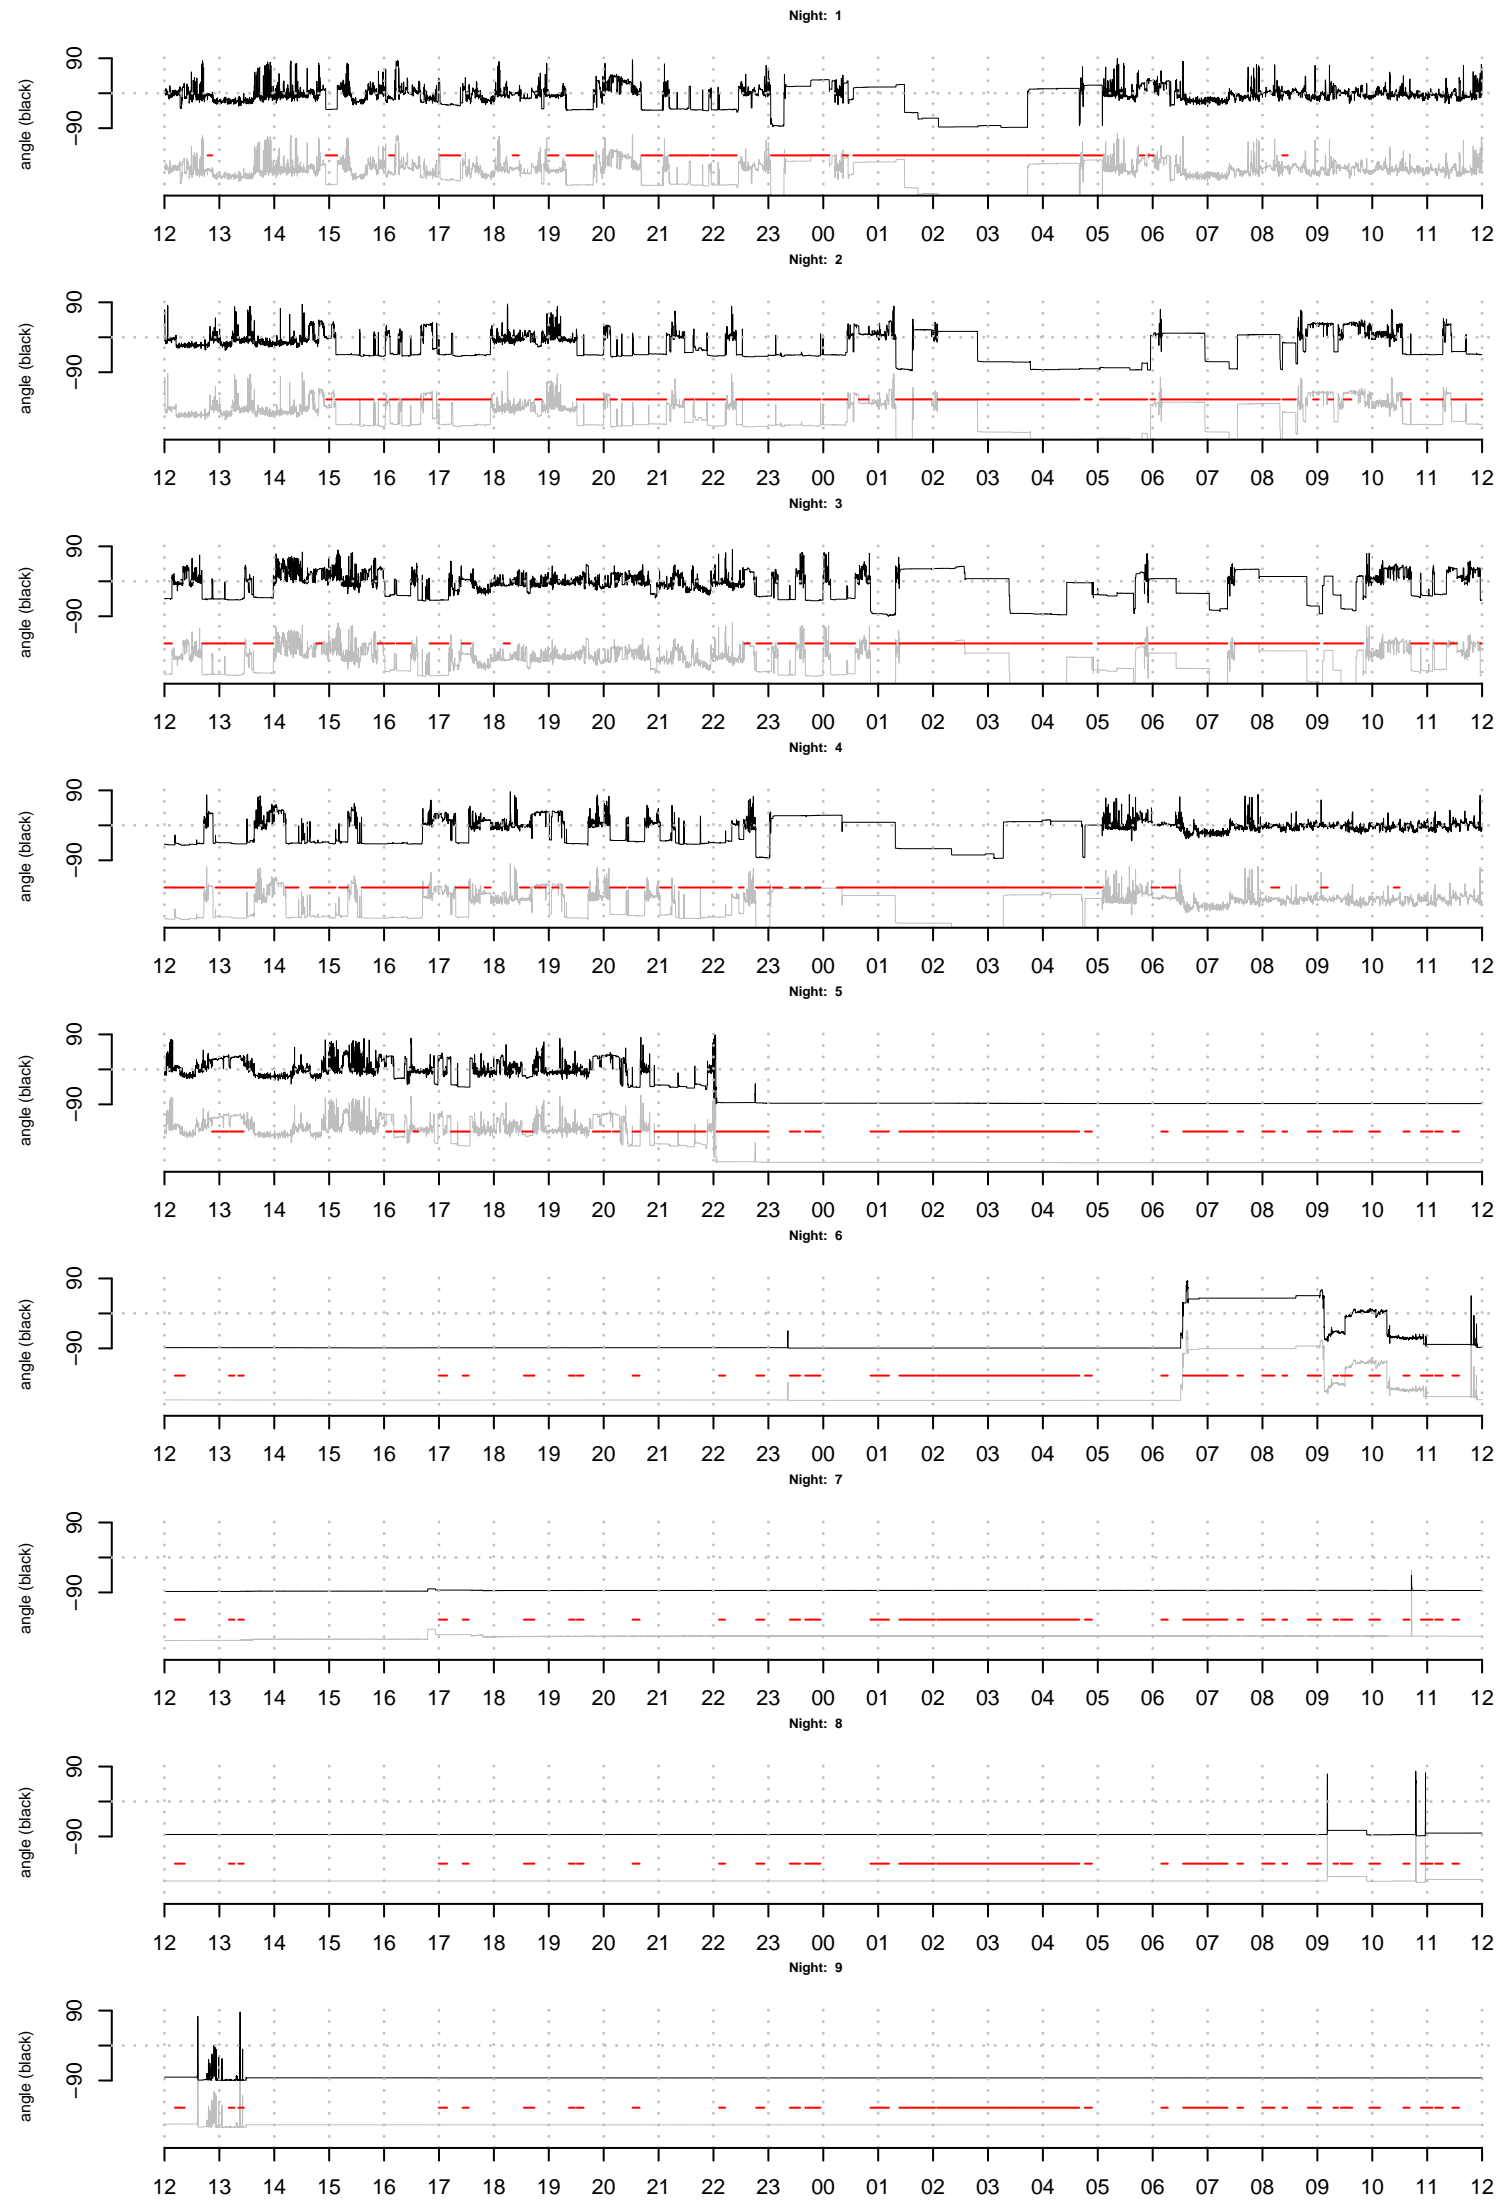 Night: 1
90
-90
angle (black)
12 13 14 15 16 17 18 19 20 21 22 23 00 01 02 03 04 05 06 07 08 09 10 11 12
Night: 2
90
-90
angle (black)
12 13 14 15 16 17 18 19 20 21 22 23 00 01 02 03 04 05 06 07 08 09 10 11 12
Night: 3
90
-90
angle (black)
12 13 14 15 16 17 18 19 20 21 22 23 00 01 02 03 04 05 06 07 08 09 10 11 12
Night: 4
90
-90
angle (black)
12 13 14 15 16 17 18 19 20 21 22 23 00 01 02 03 04 05 06 07 08 09 10 11 12
Night: 5
90
-90
angle (black)
12 13 14 15 16 17 18 19 20 21 22 23 00 01 02 03 04 05 06 07 08 09 10 11 12
Night: 6
90
-90
angle (black)
12 13 14 15 16 17 18 19 20 21 22 23 00 01 02 03 04 05 06 07 08 09 10 11 12
Night: 7
90
-90
angle (black)
12 13 14 15 16 17 18 19 20 21 22 23 00 01 02 03 04 05 06 07 08 09 10 11 12
Night: 8
90
-90
angle (black)
12 13 14 15 16 17 18 19 20 21 22 23 00 01 02 03 04 05 06 07 08 09 10 11 12
Night: 9
90
-90
angle (black)
12 13 14 15 16 17 18 19 20 21 22 23 00 01 02 03 04 05 06 07 08 09 10 11 12